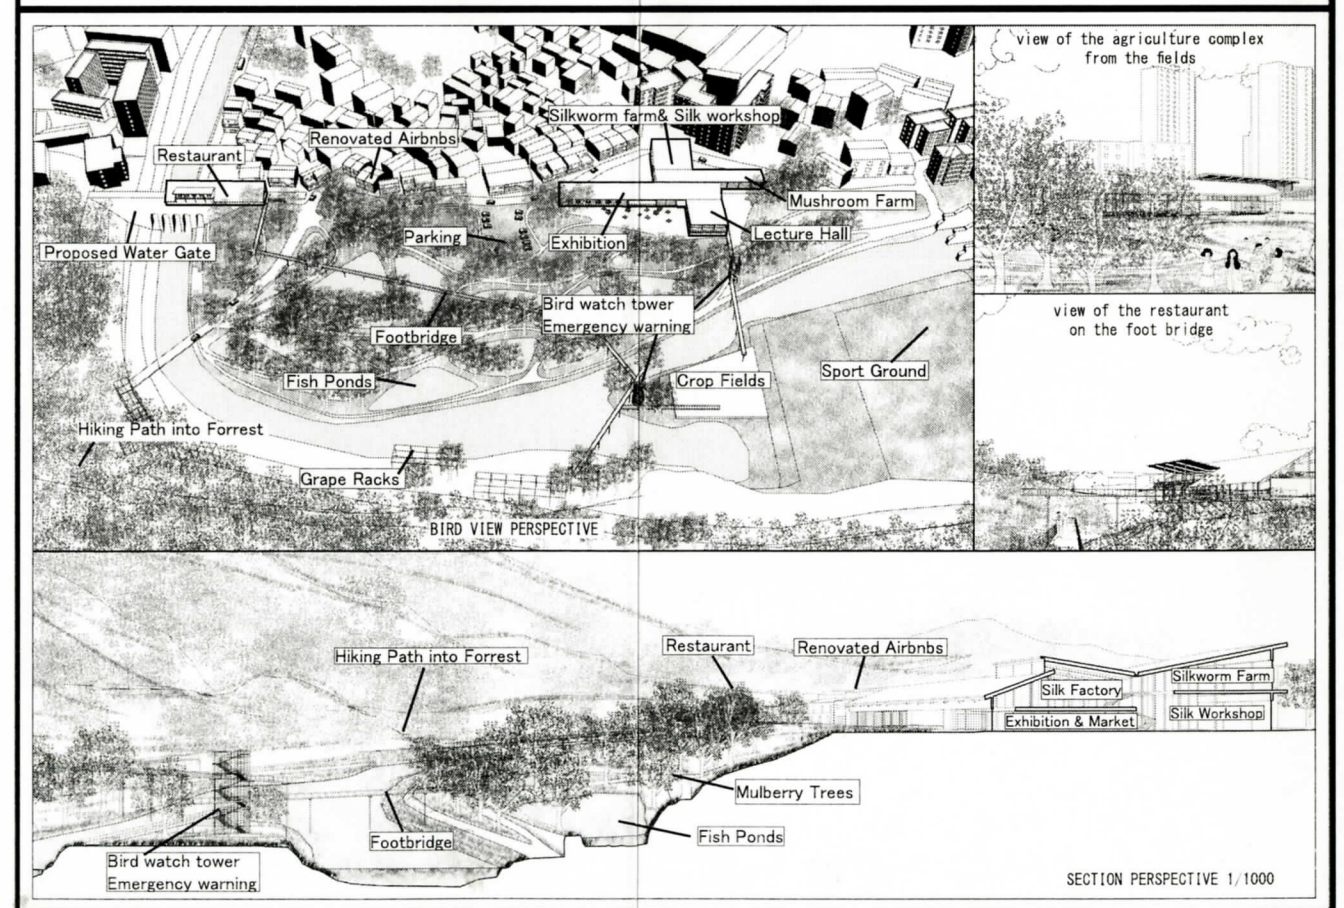 view of the agriculture complex
from the fields
Silkworm farm& Silk workshop
Renovated Airbnbs
Restaurant
Mushroom Farm
Lecture Hall
Parking
Exhibition
Proposed Water Gate
Bird watch tower
Emergency warning
Footbridge
view of the restaurant
on the foot bridge
Fish Ponds
Crop Fields
Sport Ground
Hiking Path into Forrest
Grape Racks
BIRD VIEW PERSPECTIVE
Hiking Path into Forrest
Restaurant
Renovated Airbnbs
Silk Factory
Silkworm Farm
Exhibition & Market
Silk Workshop
Mulberry Trees
Footbridge
Fish Ponds
Bird watch tower
Emergency warning
SECTION PERSPECTIVE 1/1000